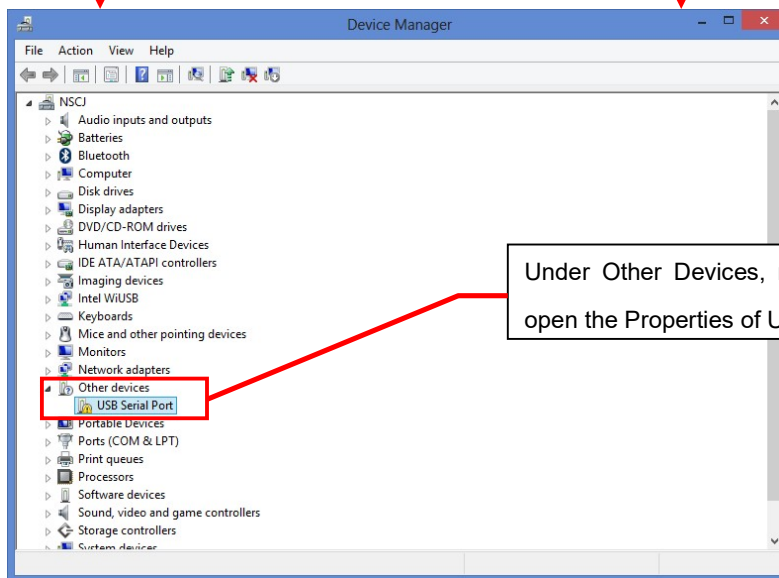 Device Manager
File Action View Help
NSCJ
Audio inputs and outputs
Batteries
Bluetooth
Computer
Disk drives
Display adapters
DVD/CD-ROM drives
Human Interface Devices
IDE ATA/ATAPI controllers
Imaging devices
Intel WiUSB
Keyboards
Mice and other pointing devices
Monitors
Network adapters
Other devices
USB Serial Port
Portable Devices
Ports (COM & LPT)
Print queues
Processors
Software devices
Sound, video and game controllers
Storage controllers
System devices
Under Other Devices,
open the Properties of U